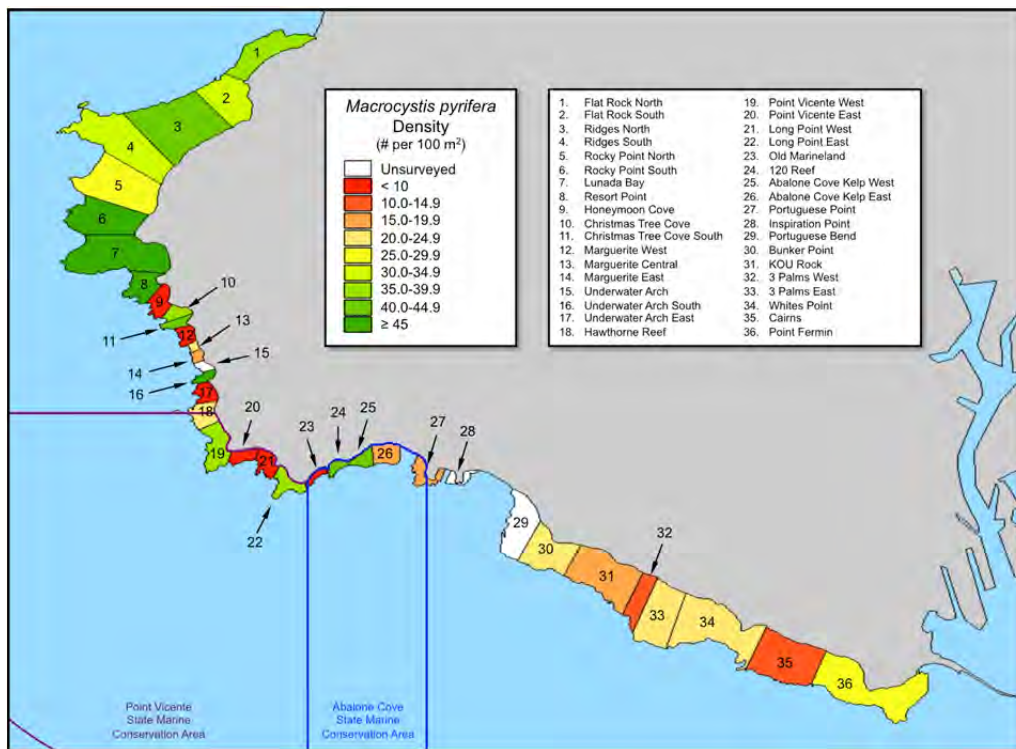 Macrocystis pyrifera
Density
(# per 100 m²)
Unsurveyed
< 10
10.0-14.9
15.0-19.9
20.0-24.9
25.0-29.9
30.0-34.9
35.0-39.9
40.0-44.9
≥ 45
1. Flat Rock North
2. Flat Rock South
3. Ridges North
4. Ridges South
5. Rocky Point North
6. Rocky Point South
7. Lunada Bay
8. Resort Point
9. Honeymoon Cove
10. Christmas Tree Cove
11. Christmas Tree Cove South
12. Marguerite West
13. Marguerite Central
14. Marguerite East
15. Underwater Arch
16. Underwater Arch South
17. Underwater Arch East
18. Hawthorne Reef
19. Point Vicente West
20. Point Vicente East
21. Long Point West
22. Long Point East
23. Old Marineland
24. 120 Reef
25. Abalone Cove Kelp West
26. Abalone Cove Kelp East
27. Portuguese Point
28. Inspiration Point
29. Portuguese Bend
30. Bunker Point
31. KOU Rock
32. 3 Palms West
33. 3 Palms East
34. Whites Point
35. Cairns
36. Point Fermin
1
2
3
4
5
6
7
8
9
10
11
12
13
14
15
16
17
18
19
20
21
22
23
24
25
26
27
28
29
30
31
32
33
34
35
36
Point Vicente
State Marine
Conservation Area
Abalone Cove
State Marine
Conservation Area